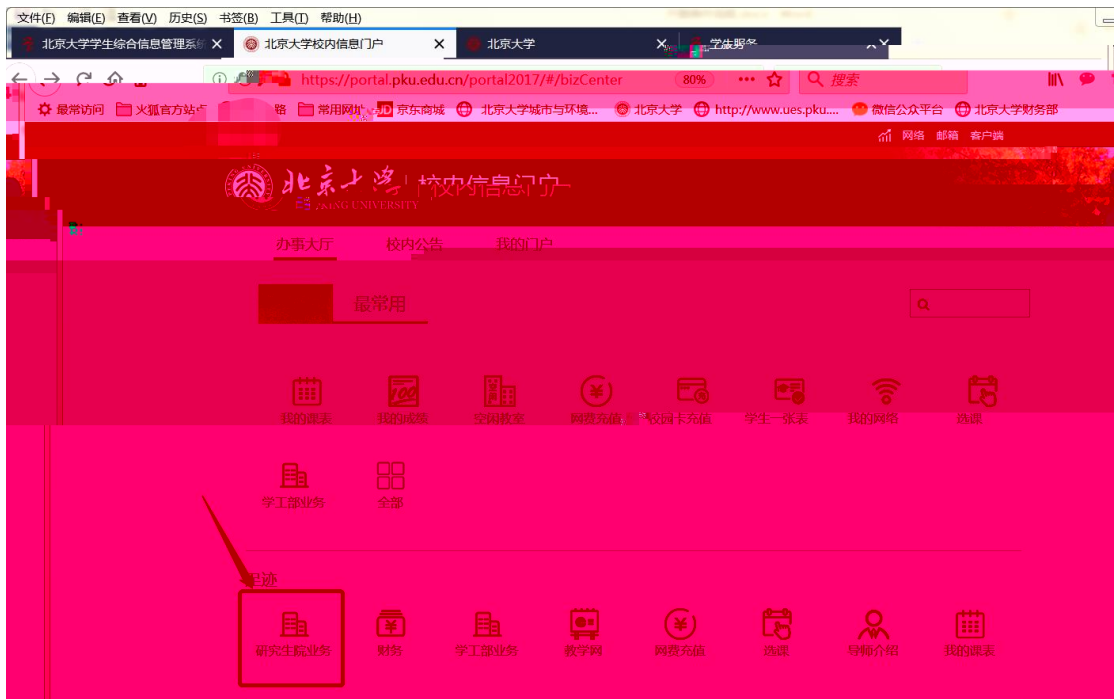 文件(F) 编辑(E) 查看(V) 历史(S) 书签(B) 工具(T) 帮助(H)
北京大学学生综合信息管理系统 × 北京大学校内信息门户 × 北京大学 × 学生服务 ×
https://portal.pku.edu.cn/portal2017/#/bizCenter 80% 搜索
最常访问 火狐官方站点 常用网址 京东商城 北京大学城市与环境... 北京大学 http://www.ues.pku.... 微信公众平台 北京大学财务部
网络 邮箱 客户端
北京大学 校内信息门户
PEKING UNIVERSITY
办事大厅 校内公告 我的门户
最常用
我的课表 我的成绩 空闲教室 网费充值 校园卡充值 学生一张表 我的网络 选课
学工部业务 全部
足迹
研究生院业务 财务 学工部业务 教学网 网费充值 选课 导师介绍 我的课表